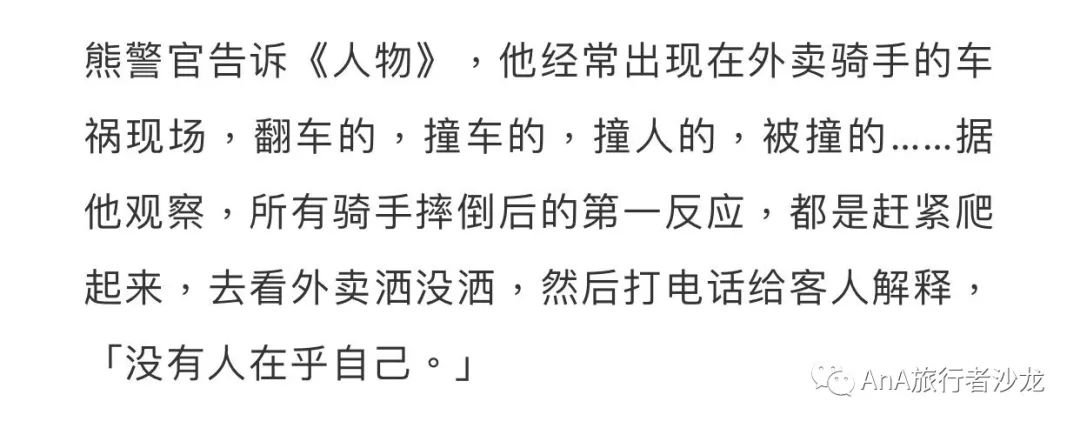 熊警官告诉《人物》，他经常出现在外卖骑手的车
祸现场，翻车的，撞车的，撞人的，被撞的……据
他观察，所有骑手摔倒后的第一反应，都是赶紧爬
起来，去看外卖洒没洒，然后打电话给客人解释，
「没有人在乎自己。」
AnA旅行者沙龙